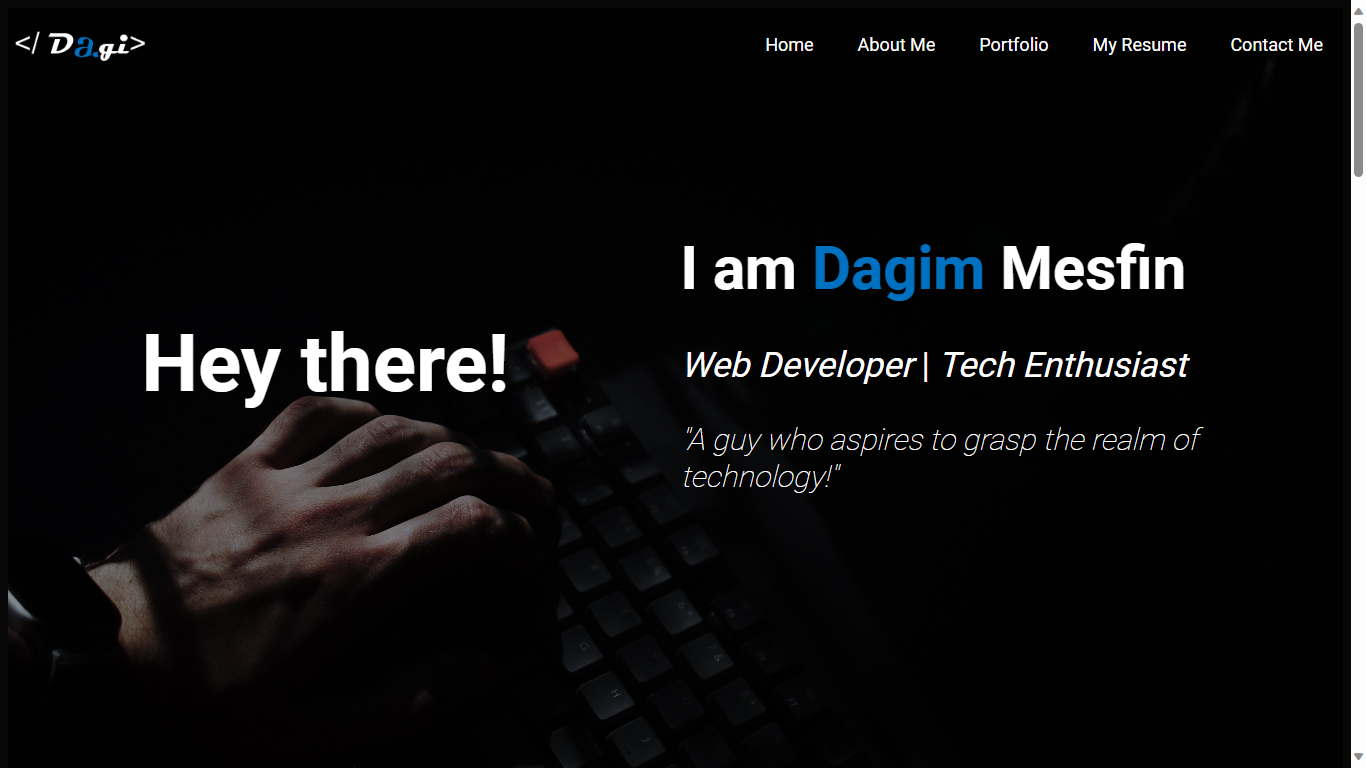 </ Da.gi>
Home
About Me
Portfolio
My Resume
Contact Me
Hey there!
I am Dagim Mesfin
Web Developer | Tech Enthusiast
"A guy who aspires to grasp the realm of
technology!"
G
H
J